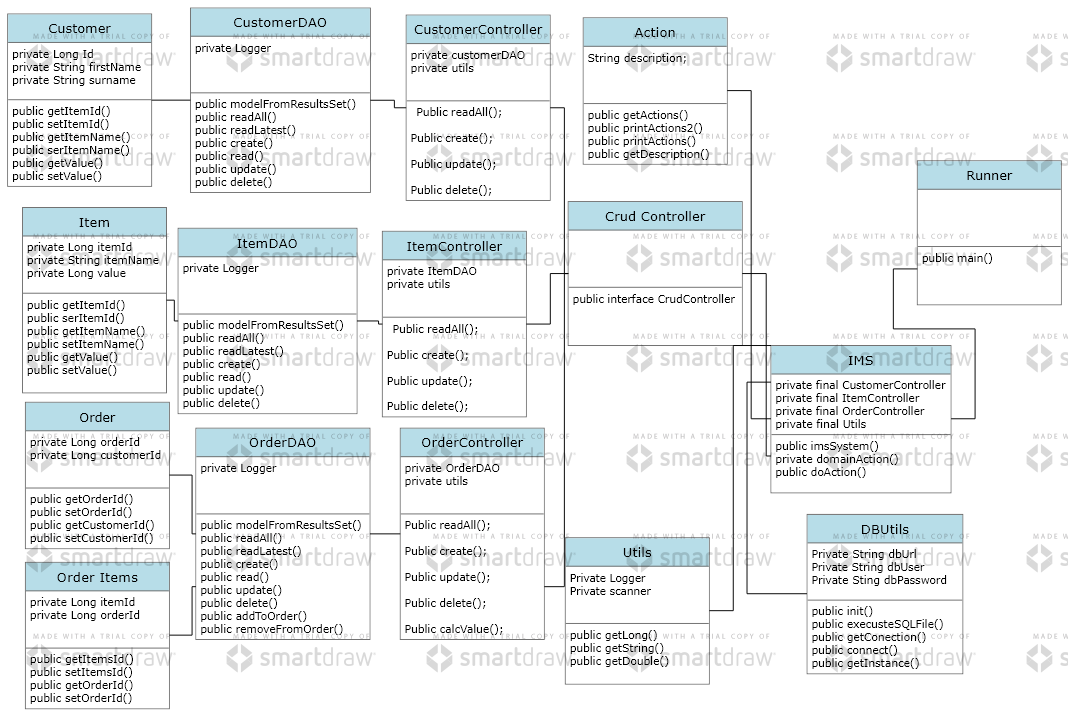 Customer
private Long Id
private String firstName
private String surname
public getItemId()
public setItemId()
public getItemName()
public serItemName()
public getValue()
public setValue()
CustomerDAO
private Logger
public modelFromResultsSet()
public readAll()
public readLatest()
public create()
public read()
public update()
public delete()
CustomerController
private customerDAO
private utils
Public readAll();
Public create();
Public update();
Public delete();
Action
String description;
public getActions()
public printActions2()
public printActions()
public getDescription()
Runner
public main()
Item
private Long itemId
private String itemName
private Long value
public getItemId()
public serItemId()
public getItemName()
public setItemName()
public getValue()
public setValue()
ItemDAO
private Logger
public modelFromResultsSet()
public readAll()
public readLatest()
public create()
public read()
public update()
public delete()
ItemController
private ItemDAO
private utils
Public readAll();
Public create();
Public update();
Public delete();
Crud Controller
public interface CrudController
IMS
private final CustomerController
private final ItemController
private final OrderController
private final Utils
public imsSystem()
private domainAction()
public doAction()
Order
private Long orderId
private Long customerId
public getOrderId()
public setOrderId()
public getCustomerId()
public setCustomerId()
Order Items
private Long itemId
private Long orderId
public getItemsId()
public setItemsId()
public getOrderId()
public setOrderId()
OrderDAO
private Logger
public modelFromResultsSet()
public readAll()
public readLatest()
public create()
public read()
public update()
public delete()
public addToOrder()
public removeFromOrder()
OrderController
private OrderDAO
private utils
Public readAll();
Public create();
Public update();
Public delete();
Public calcValue();
Utils
Private Logger
Private scanner
public getLong()
public getString()
public getDouble()
DBUtils
Private String dbUrl
Private String dbUser
Private Sting dbPassword
public init()
public execusteSQLFile()
public getConection()
public connect()
public getInstance()
MADE WITH A TRIAL COPY OF
smartdraw